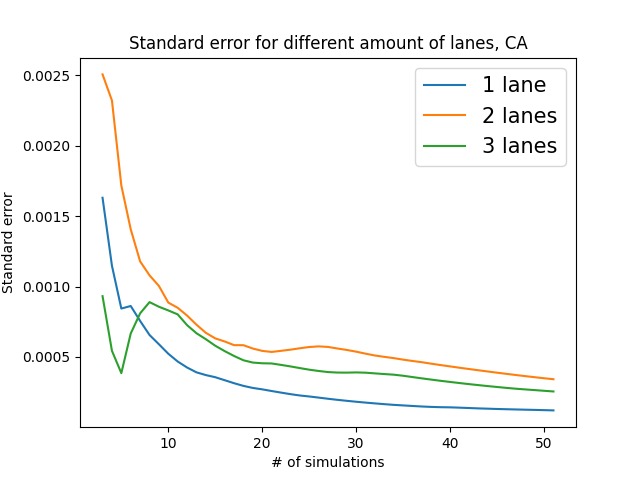 Standard error for different amount of lanes, CA
1 lane
2 lanes
3 lanes
Standard error
0.0025
0.0020
0.0015
0.0010
0.0005
10 20 30 40 50
# of simulations